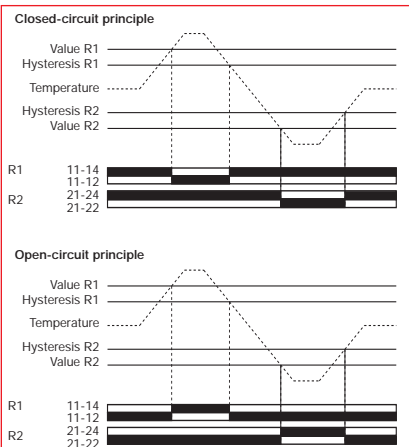 Closed-circuit principle
Value R1
Hysteresis R1
Temperature
Hysteresis R2
Value R2
R1 11-14
11-12
R2 21-24
21-22
Open-circuit principle
Value R1
Hysteresis R1
Temperature
Hysteresis R2
Value R2
R1 11-14
11-12
R2 21-24
21-22